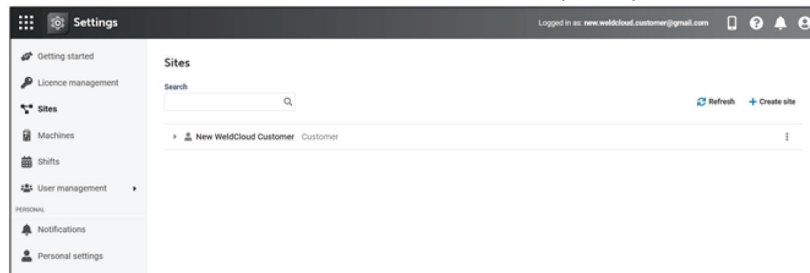 Settings
Logged in as: new.weldcloud.customer@gmail.com
Getting started
Licence management
Sites
Machines
Shifts
User management
PERSONAL
Notifications
Personal settings
Sites
Search
Refresh
+ Create site
New WeldCloud Customer Customer